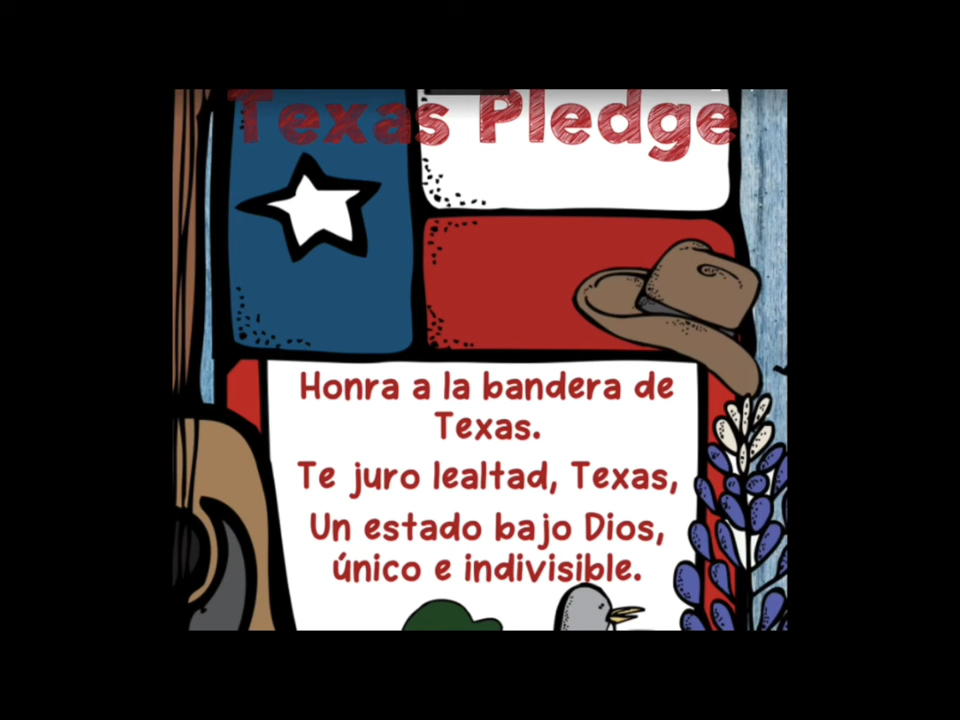 Texas Pledge
Honra a la bandera de
Texas.
Te juro lealtad, Texas,
Un estado bajo Dios,
único e indivisible.